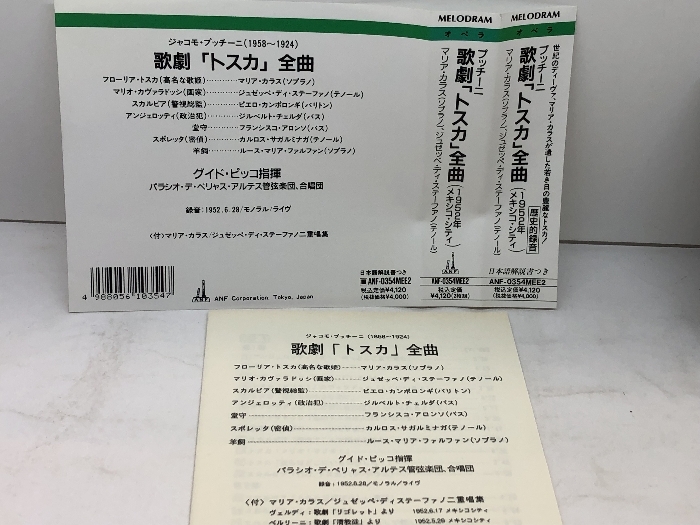 ジャコモ・プッチーニ(1958～1924)
歌劇「トスカ」全曲
フローリア・トスカ(高名な歌姫)……マリア・カラス(ソプラノ)
マリオ・カヴァラドッシ(画家)………ジュゼッペ・ディ・ステーファノ(テノール)
スカルピア(警視総監)………ピエロ・カンポロンギ(バリトン)
アンジェロッティ(政治犯)………ジルベルト・チェルダ(バス)
堂守………フランシスコ・アロンソ(バス)
スポレッタ(密偵)………カルロス・サガルミナガ(テノール)
羊飼………ルース・マリア・ファルファン(ソプラノ)
グイド・ピッコ指揮
パラシオ・デ・ベリャス・アルテス管弦楽団、合唱団
録音:1952.6.28/モノラル/ライヴ
〈付〉マリア・カラス/ジュゼッペ・ディ・ステーファノ二重唱集
4 988056 103547
ANF
ANF Corporation Tokyo, Japan
日本語解説書つき
ANF-0354MEE2
税込定価¥4,120
(税抜価格¥4,000)
MELODRAM
オペラ
プッチーニ
歌劇「トスカ」全曲(1952年メキシコ・シティ)
マリア・カラス(ソプラノ)、ジュゼッペ・ディ・ステーファノ(テノール)
ANF
ANF-0354MEE2
税込定価
¥4,120(2枚組)
MELODRAM
オペラ
世紀のディーヴァ、マリア・カラスが遺した若き日の豊麗なトスカ!
プッチーニ
歌劇「トスカ」全曲(1952年メキシコ・シティ)
歴史的録音
マリア・カラス(ソプラノ)、ジュゼッペ・ディ・ステーファノ(テノール)
日本語解説書つき
ANF-0354MEE2
税込定価¥4,120
(税抜価格¥4,000)
ジャコモ・プッチーニ(1858～1924)
歌劇「トスカ」全曲
フローリア・トスカ(高名な歌姫)……マリア・カラス(ソプラノ)
マリオ・カヴァラドッシ(画家)………ジュゼッペ・ディ・ステーファノ(テノール)
スカルピア(警視総監)………ピエロ・カンポロンギ(バリトン)
アンジェロッティ(政治犯)………ジルベルト・チェルダ(バス)
堂守………フランシスコ・アロンソ(バス)
スポレッタ(密偵)………カルロス・サガルミナガ(テノール)
羊飼………ルース・マリア・ファルファン(ソプラノ)
グイド・ピッコ指揮
パラシオ・デ・ベリャス・アルテス管弦楽団、合唱団
録音:1952.6.28/モノラル/ライヴ
〈付〉マリア・カラス/ジュゼッペ・ディステーファノ二重唱集
ヴェルディ:歌劇「リゴレット」より 1952.6.17 メキシコシティ
ベルリーニ:歌劇「清教徒」より 1952.5.29 メキシコシティ